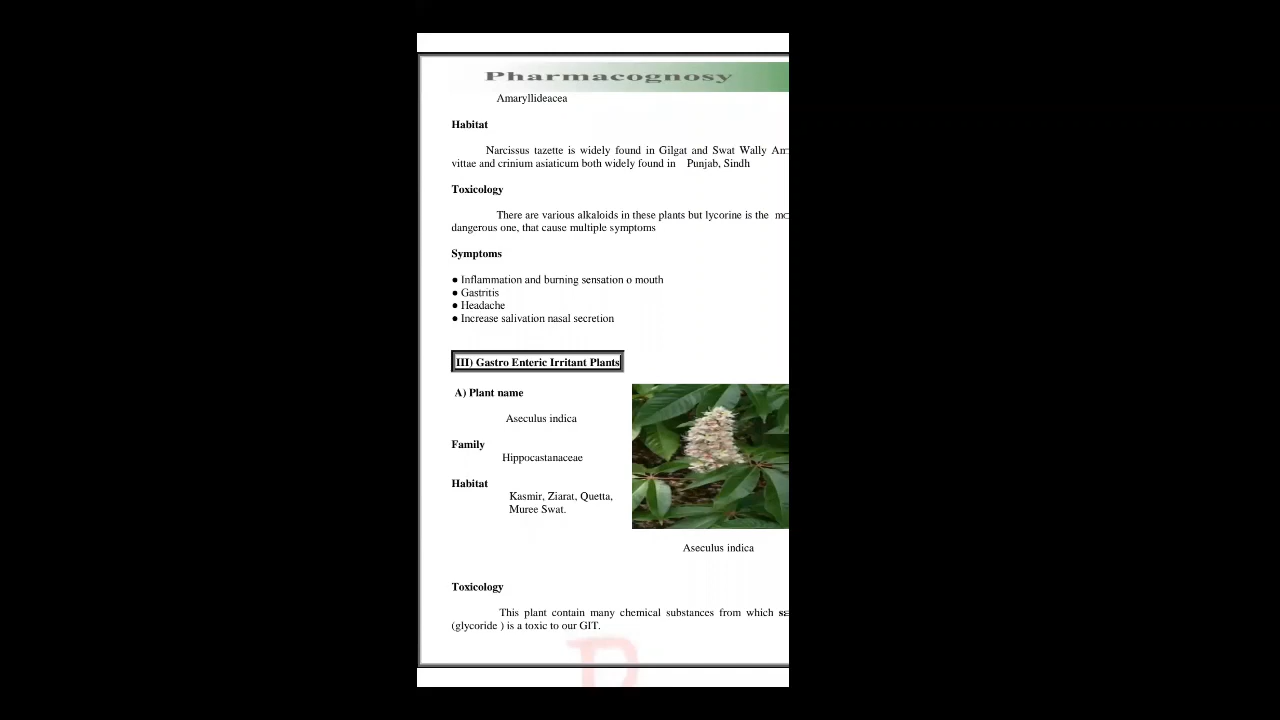 Pharmacognosy
Amaryllideacea
Habitat
Narcissus tazette is widely found in Gilgat and Swat Wally
vittae and crinium asiaticum both widely found in Punjab, Sindh
Toxicology
There are various alkaloids in these plants but lycorine is the
dangerous one, that cause multiple symptoms
Symptoms
● Inflammation and burning sensation o mouth
● Gastritis
● Headache
● Increase salivation nasal secretion
III) Gastro Enteric Irritant Plants
A) Plant name
Aseculus indica
Family
Hippocastanaceae
Habitat
Kasmir, Ziarat, Quetta,
Muree Swat.
Aseculus indica
Toxicology
This plant contain many chemical substances from which
(glycoride ) is a toxic to our GIT.